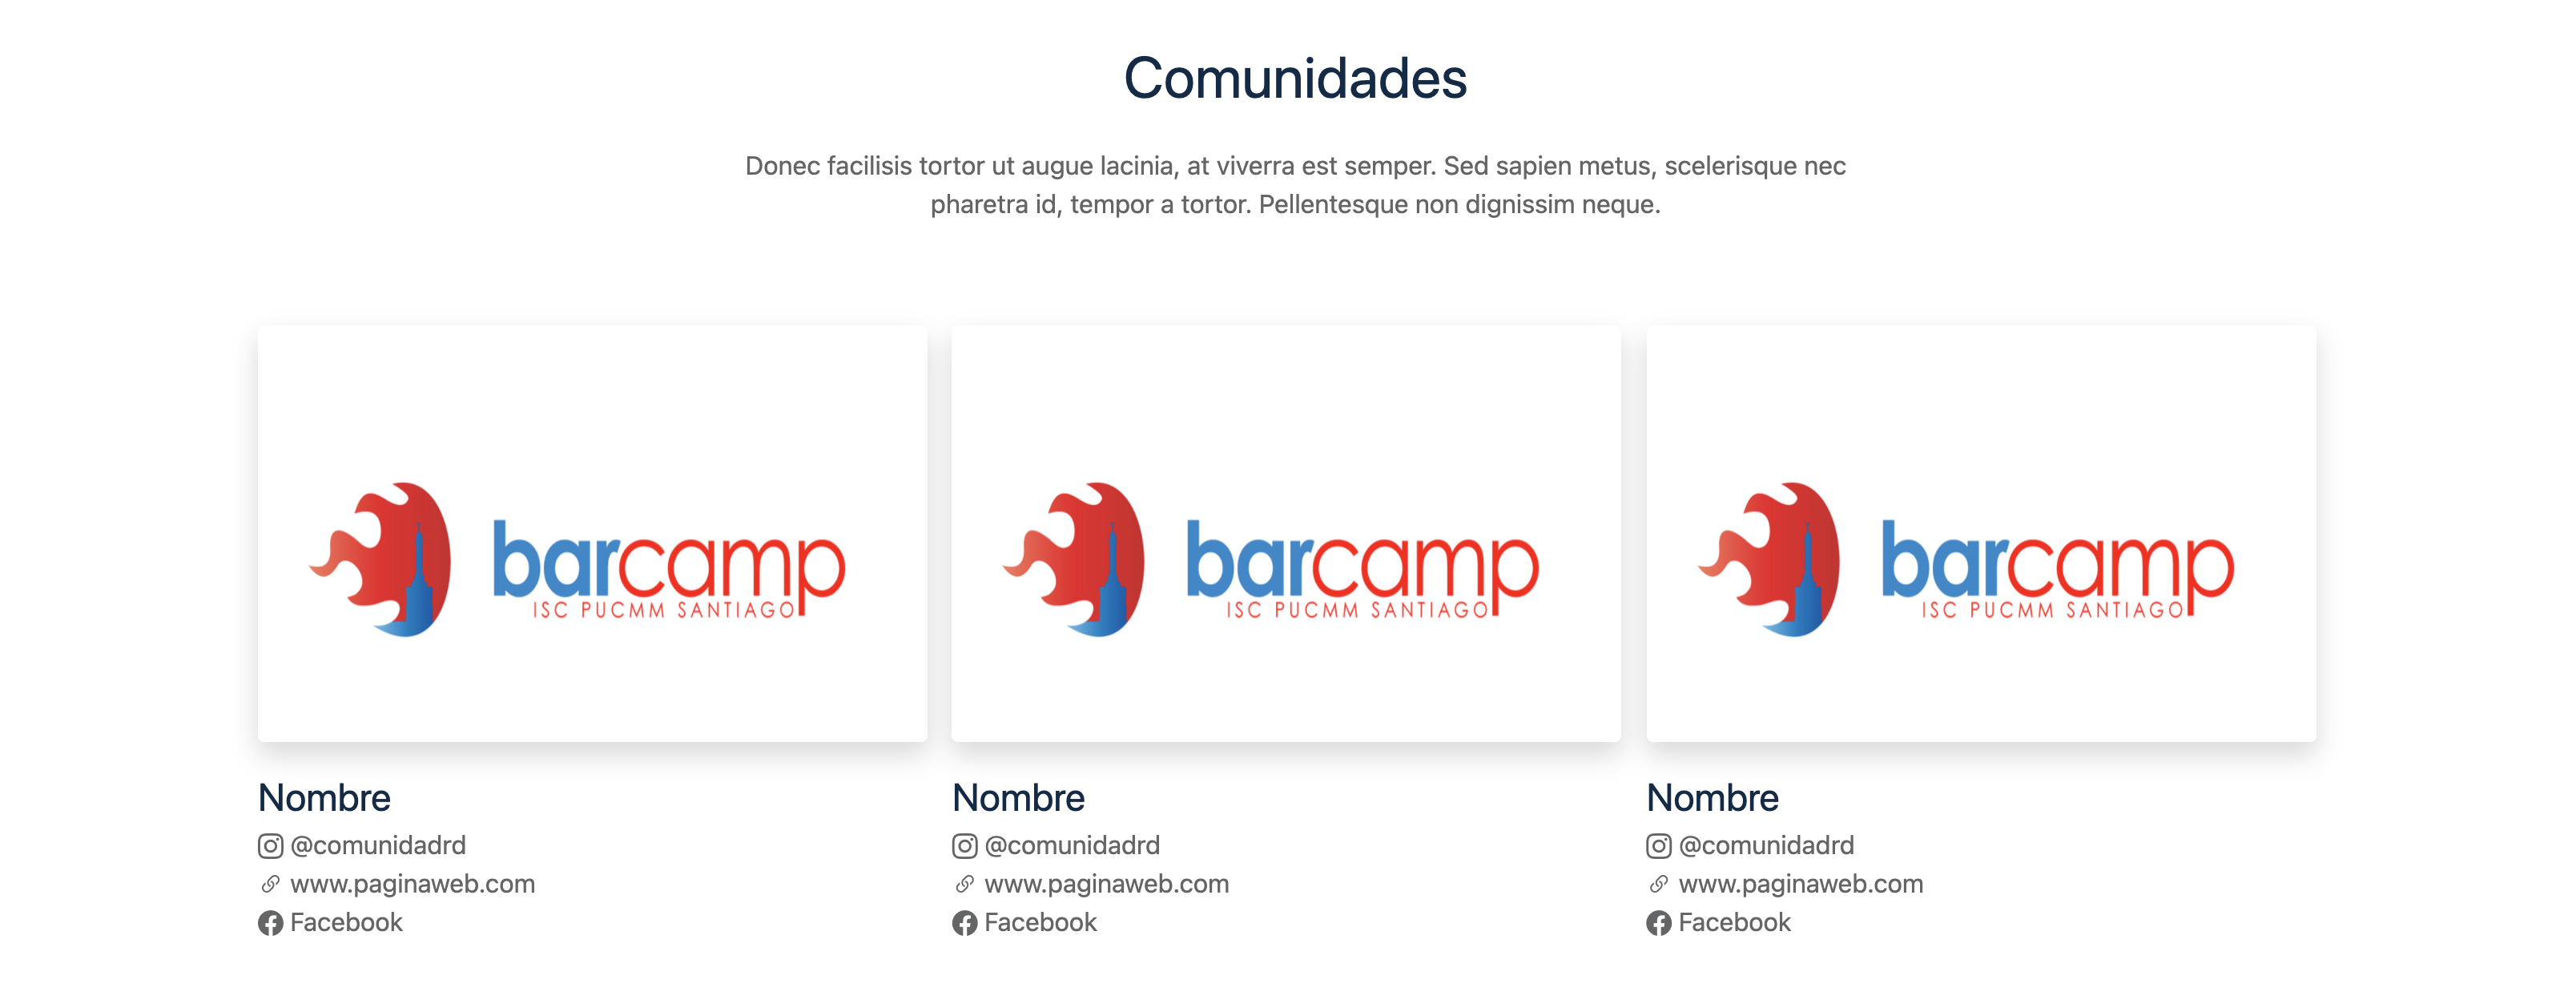 Comunidades
Donec facilisis tortor ut augue lacinia, at viverra est semper. Sed sapien metus, scelerisque nec
pharetra id, tempor a tortor. Pellentesque non dignissim neque.
barcamp
ISC PUCMM SANTIAGO
Nombre
@comunidadrd
www.paginaweb.com
Facebook
barcamp
ISC PUCMM SANTIAGO
Nombre
@comunidadrd
www.paginaweb.com
Facebook
barcamp
ISC PUCMM SANTIAGO
Nombre
@comunidadrd
www.paginaweb.com
Facebook